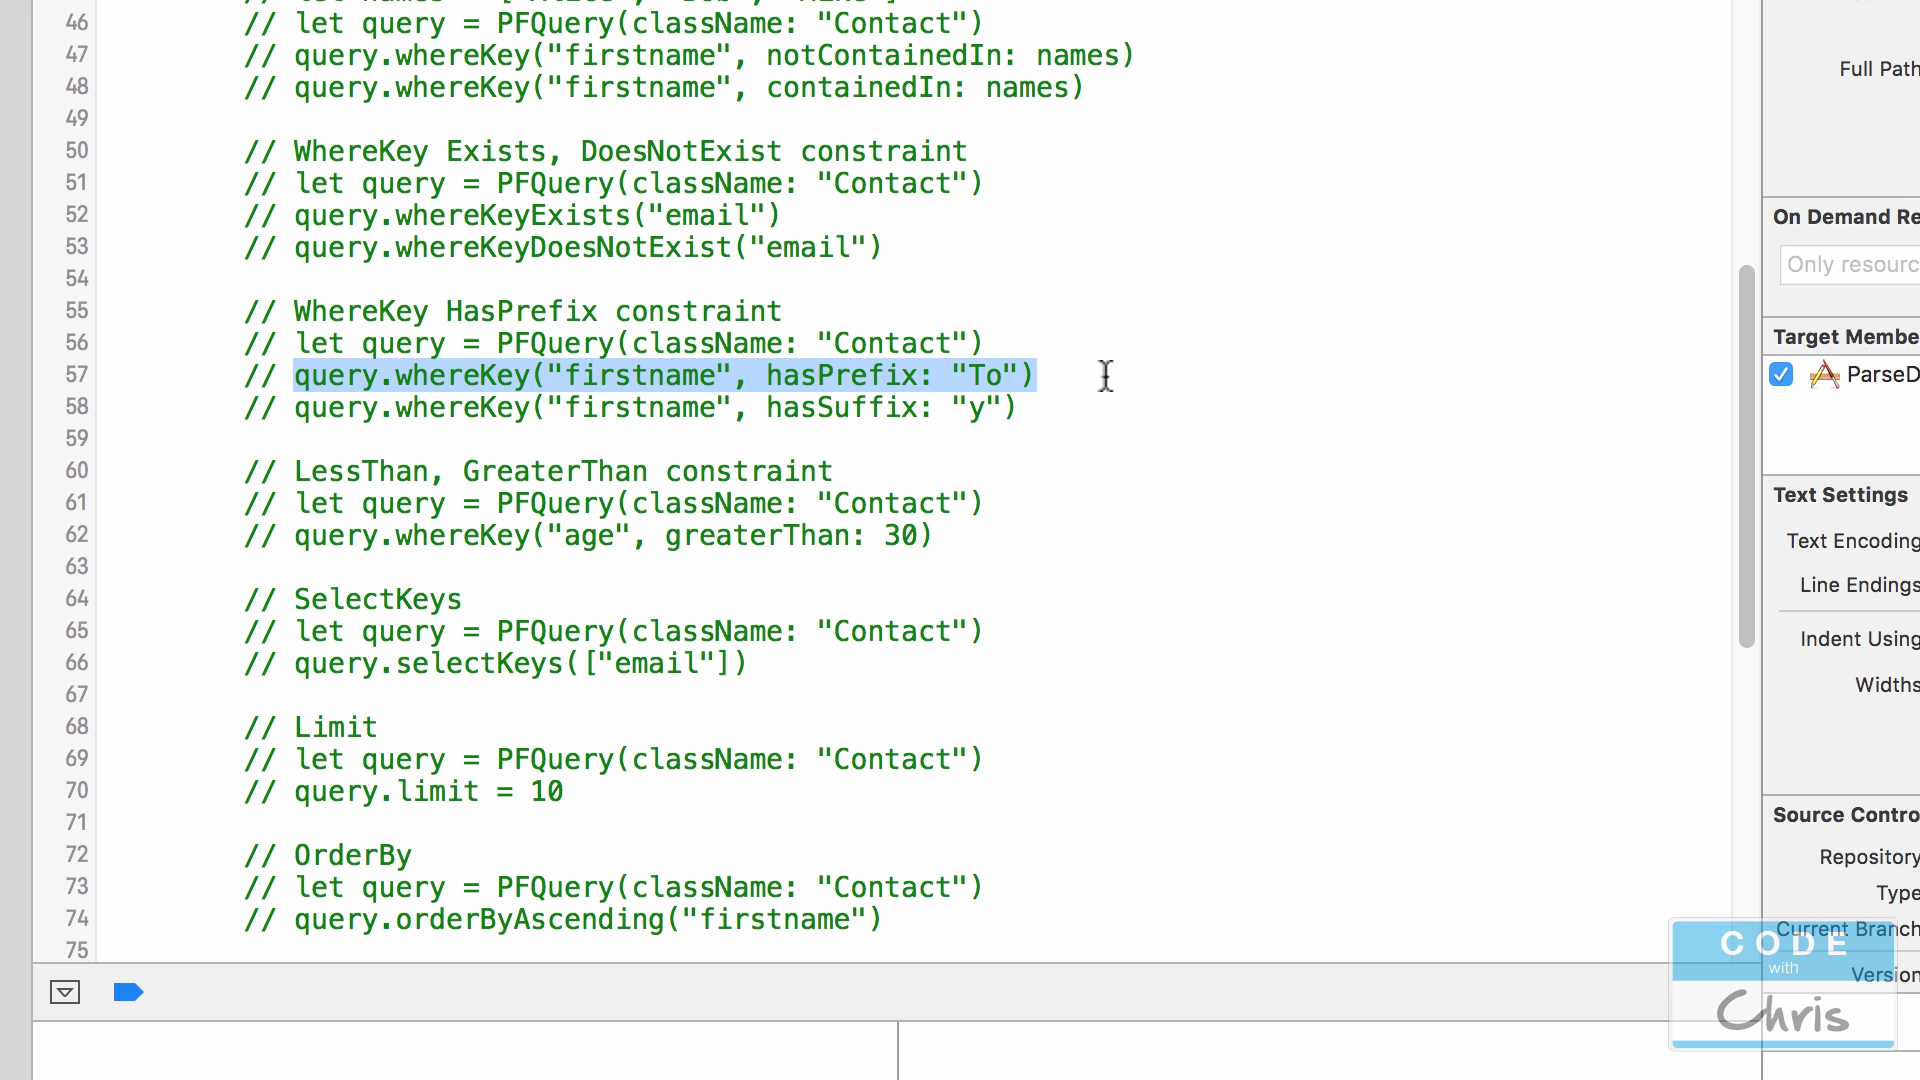 46 // let query = PFQuery(className: "Contact")
47 // query.whereKey("firstname", notContainedIn: names)
48 // query.whereKey("firstname", containedIn: names)
49
50 // WhereKey Exists, DoesNotExist constraint
51 // let query = PFQuery(className: "Contact")
52 // query.whereKeyExists("email")
53 // query.whereKeyDoesNotExist("email")
54
55 // WhereKey HasPrefix constraint
56 // let query = PFQuery(className: "Contact")
57 // query.whereKey("firstname", hasPrefix: "To")
58 // query.whereKey("firstname", hasSuffix: "y")
59
60 // LessThan, GreaterThan constraint
61 // let query = PFQuery(className: "Contact")
62 // query.whereKey("age", greaterThan: 30)
63
64 // SelectKeys
65 // let query = PFQuery(className: "Contact")
66 // query.selectKeys(["email"])
67
68 // Limit
69 // let query = PFQuery(className: "Contact")
70 // query.limit = 10
71
72 // OrderBy
73 // let query = PFQuery(className: "Contact")
74 // query.orderByAscending("firstname")
75
Full Path
On Demand Re
Only resourc
Target Membe
ParseD
Text Settings
Text Encoding
Line Endings
Indent Using
Widths
Source Contro
Repository
Type
Current Branch
Version
CODE
with
Chris